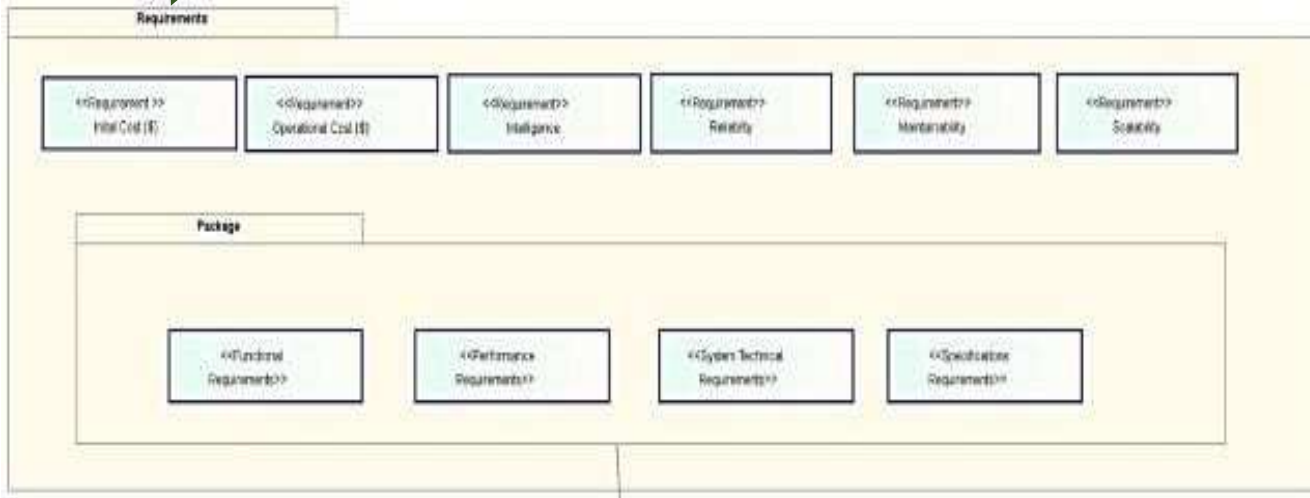 Requirements
<<Requirement >>
Initial Cost ($)
<<Requirement>>
Operational Cost ($)
<<Requirement>>
Intelligence
<<Requirement>>
Reliability
<<Requirement>>
Maintainability
<<Requirement>>
Scalability
Package
<<Functional
Requirements>>
<<Performance
Requirements>>
<<System Technical
Requirements>>
<<Specifications
Requirements>>